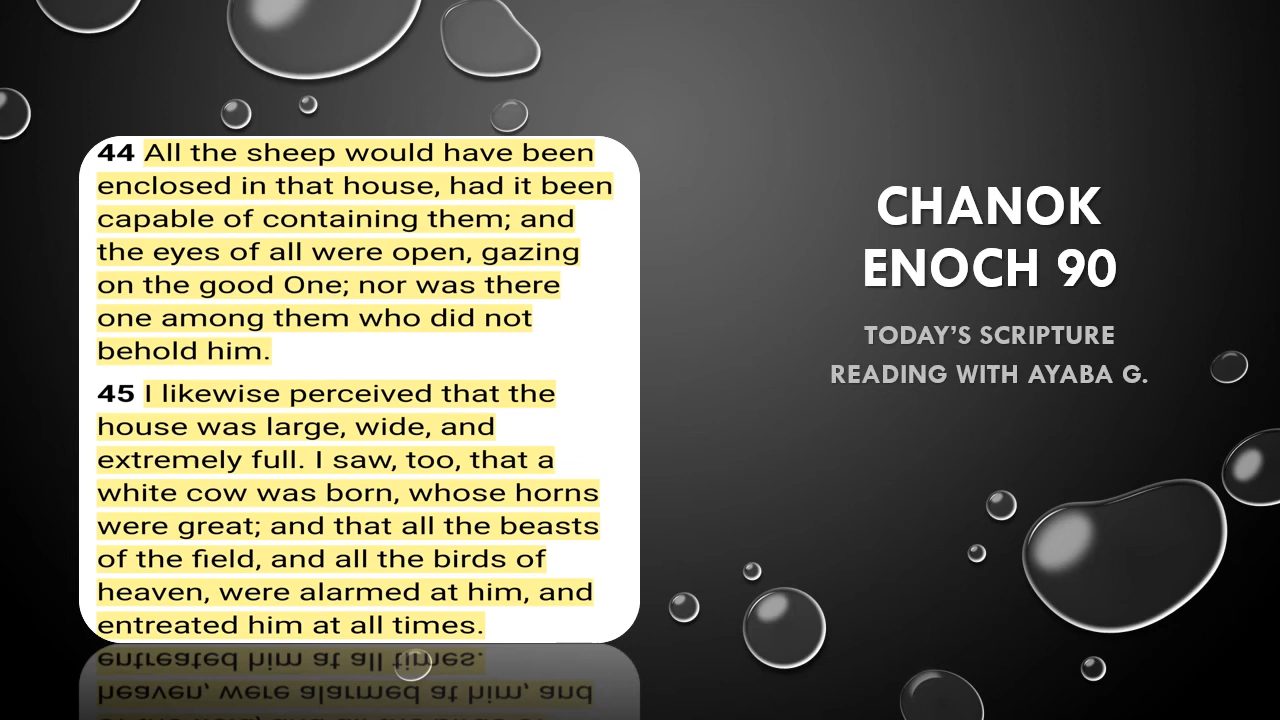 44 All the sheep would have been
enclosed in that house, had it been
capable of containing them; and
the eyes of all were open, gazing
on the good One; nor was there
one among them who did not
behold him.
45 I likewise perceived that the
house was large, wide, and
extremely full. I saw, too, that a
white cow was born, whose horns
were great; and that all the beasts
of the field, and all the birds of
heaven, were alarmed at him, and
entreated him at all times.
CHANOK
ENOCH 90
TODAY’S SCRIPTURE
READING WITH AYABA G.